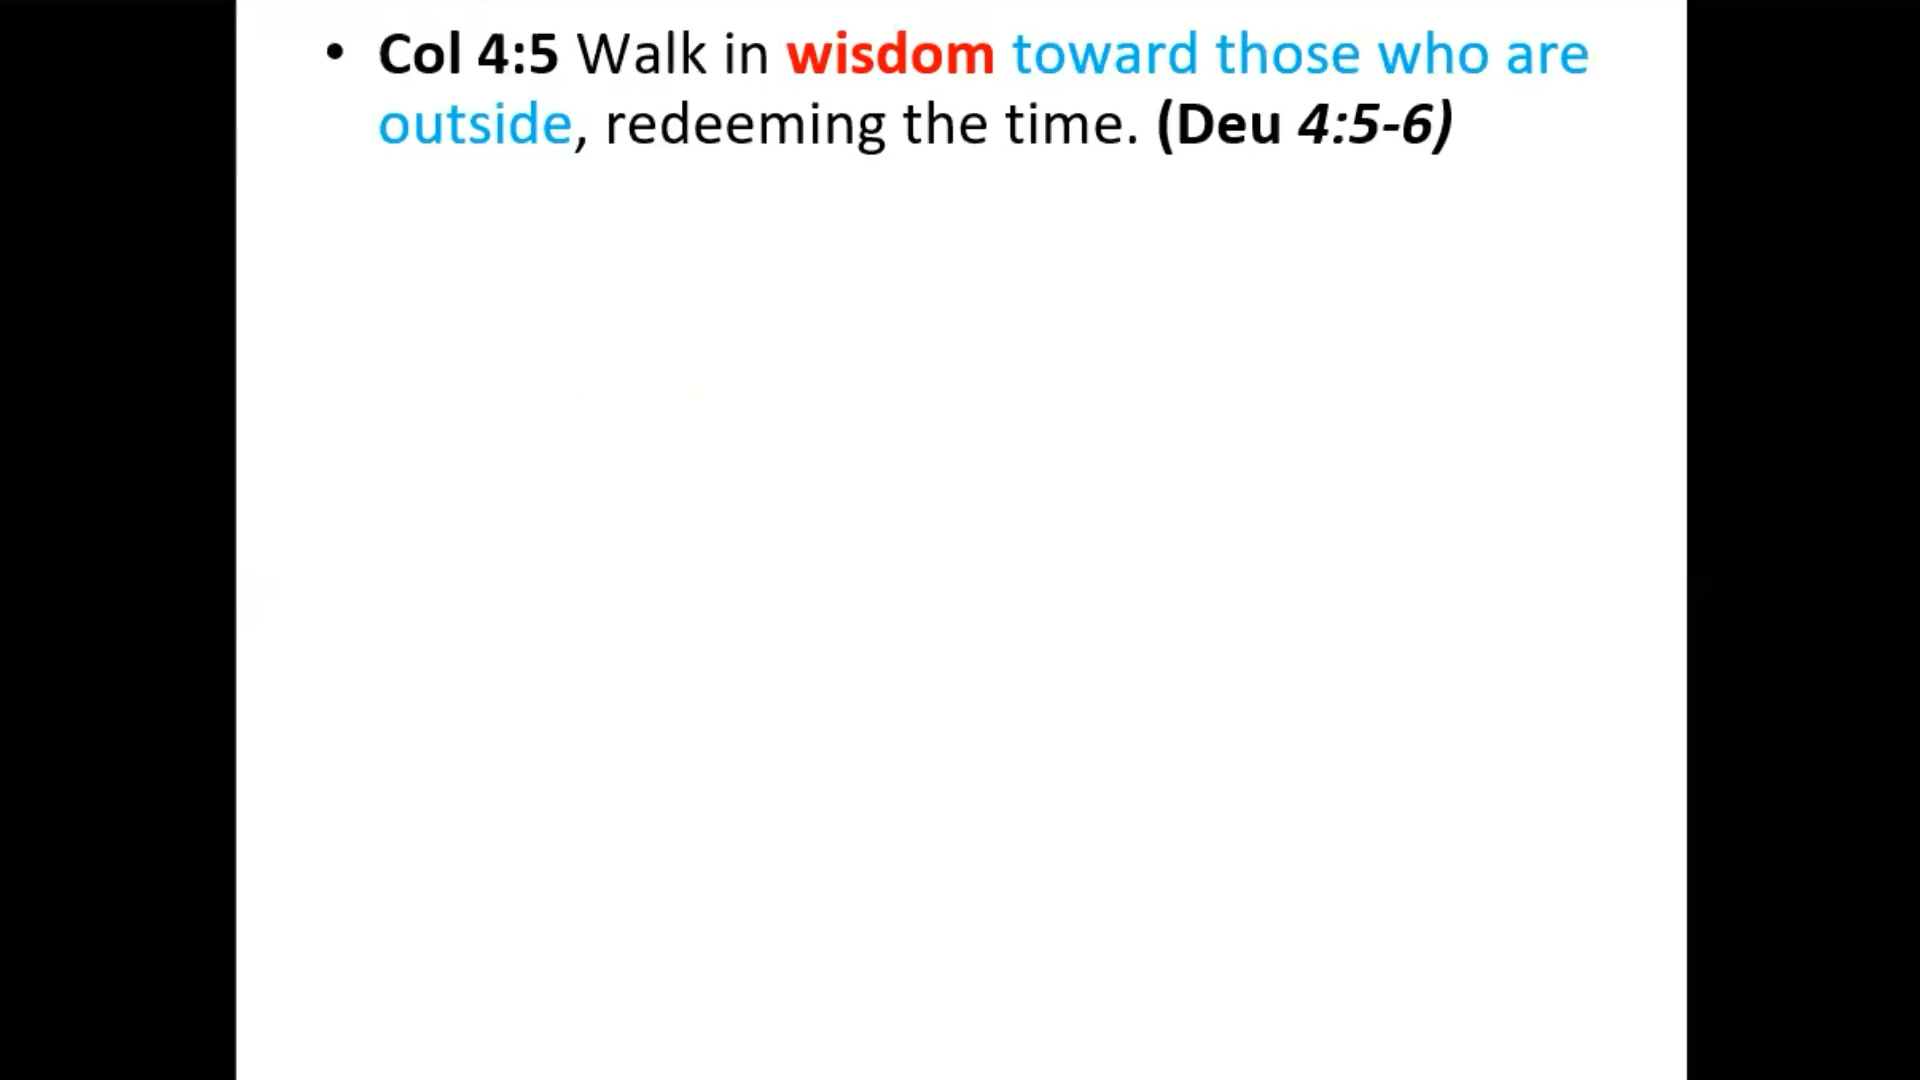 • Col 4:5 Walk in wisdom toward those who are
outside, redeeming the time. (Deu 4:5-6)